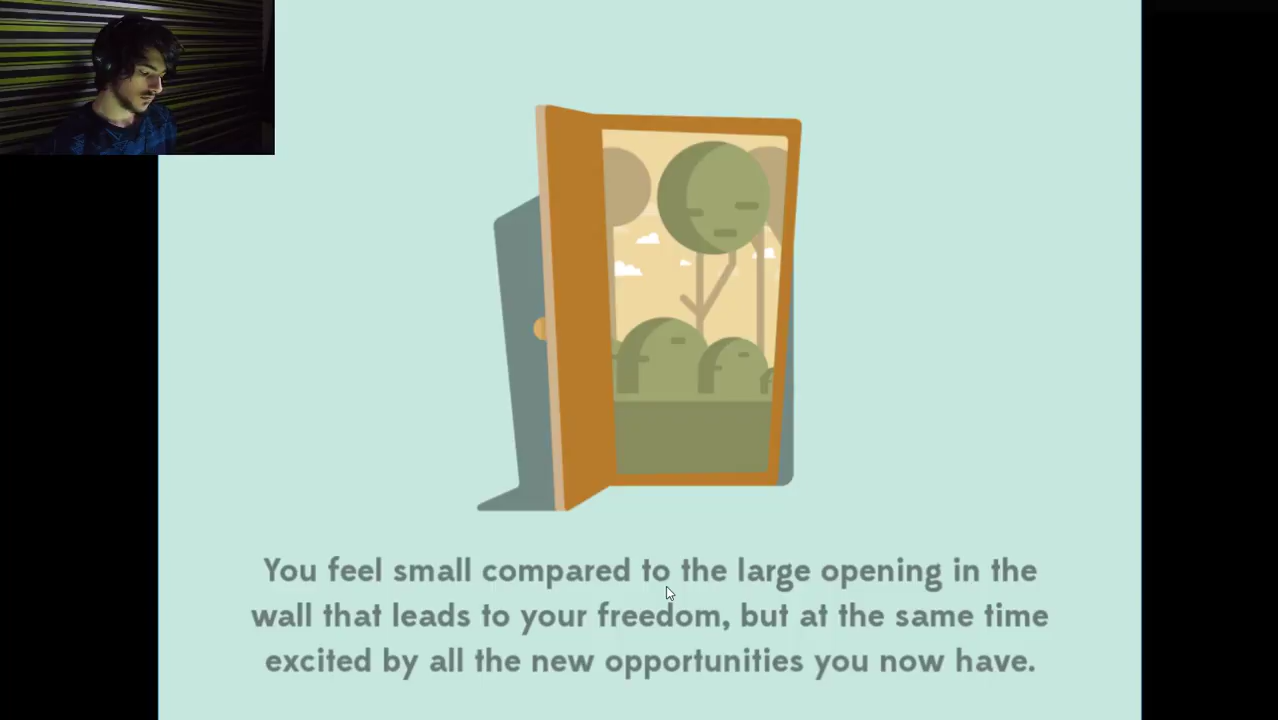 You feel small compared to the large opening in the
wall that leads to your freedom, but at the same time
excited by all the new opportunities you now have.